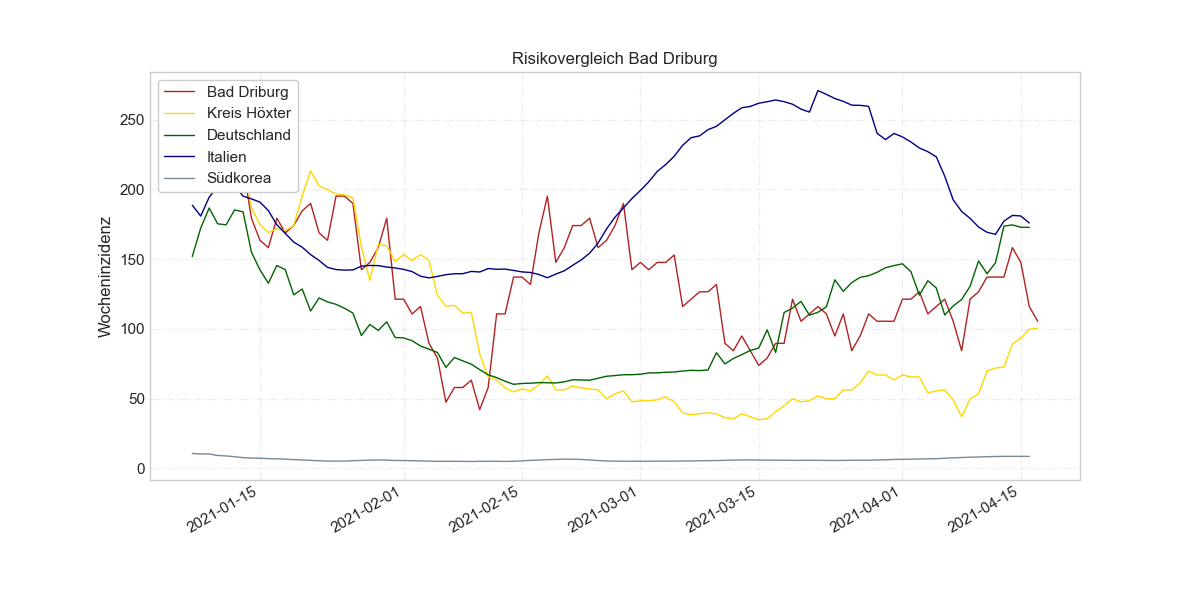 Risikovergleich Bad Driburg
Bad Driburg
Kreis Höxter
Deutschland
Italien
Südkorea
Wocheninzidenz
250
200
150
100
50
0
2021-01-15
2021-02-01
2021-02-15
2021-03-01
2021-03-15
2021-04-01
2021-04-15